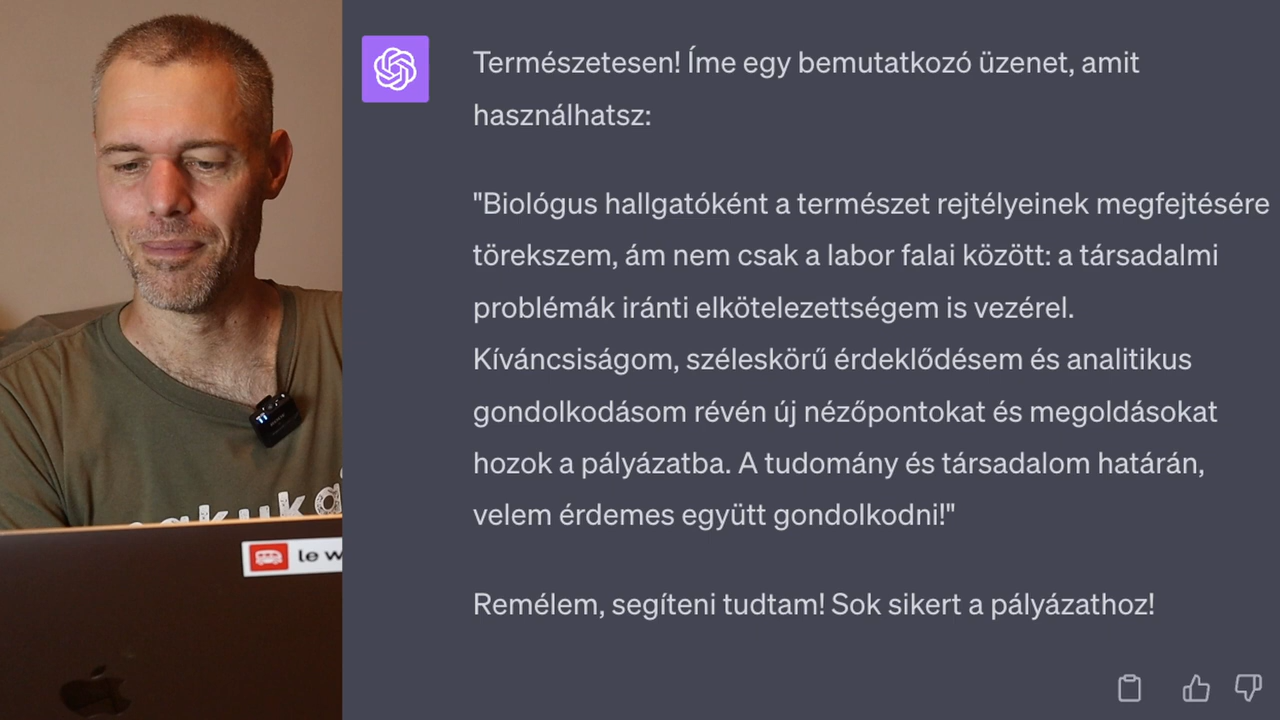 Természetesen! Íme egy bemutatkozó üzenet, amit
használhatsz:
"Biológus hallgatóként a természet rejtélyeinek megfejtésére
törekszem, ám nem csak a labor falai között: a társadalmi
problémák iránti elkötelezettségem is vezérel.
Kíváncsiságom, széleskörű érdeklődésem és analitikus
gondolkodásom révén új nézőpontokat és megoldásokat
hozok a pályázatba. A tudomány és társadalom határán,
velem érdemes együtt gondolkodni!"
Remélem, segíteni tudtam! Sok sikert a pályázathoz!
le w